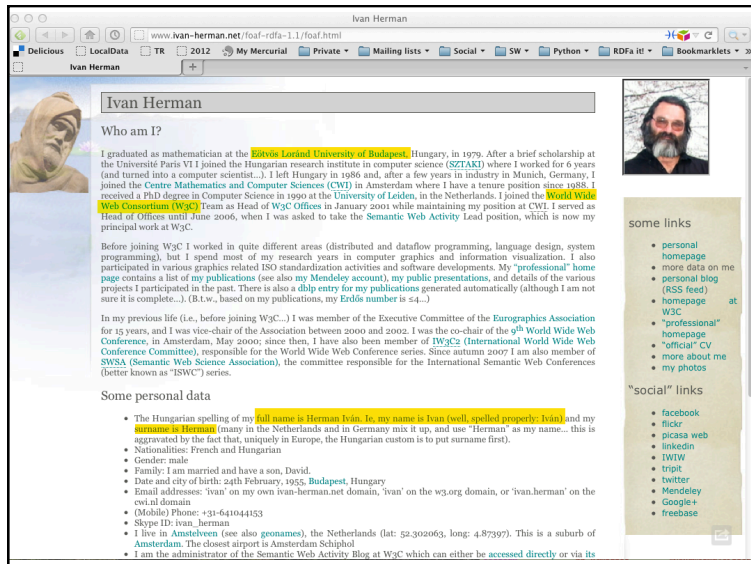 Ivan Herman
www.ivan-herman.net/foaf-rdfa-1.1/foaf.html
Delicious LocalData TR 2012 My Mercurial Private Mailing lists Social SW Python RDFa it! Bookmarklets
Ivan Herman
Ivan Herman
Who am I?
I graduated as mathematician at the Eötvös Loránd University of Budapest, Hungary, in 1979. After a brief scholarship at
the Université Paris VI I joined the Hungarian research institute in computer science (SZTAKI) where I worked for 6 years
(and turned into a computer scientist...). I left Hungary in 1986 and, after a few years in industry in Munich, Germany, I
joined the Centre Mathematics and Computer Sciences (CWI) in Amsterdam where I have a tenure position since 1988. I
received a PhD degree in Computer Science in 1990 at the University of Leiden, in the Netherlands. I joined the World Wide
Web Consortium (W3C) Team as Head of W3C Offices in January 2001 while maintaining my position at CWI. I served as
Head of Offices until June 2006, when I was asked to take the Semantic Web Activity Lead position, which is now my
principal work at W3C.
Before joining W3C I worked in quite different areas (distributed and dataflow programming, language design, system
programming), but I spend most of my research years in computer graphics and information visualization. I also
participated in various graphics related ISO standardization activities and software developments. My “professional” home
page contains a list of my publications (see also my Mendeley account), my public presentations, and details of the various
projects I participated in the past. There is also a dblp entry for my publications generated automatically (although I am not
sure it is complete...). (B.t.w., based on my publications, my Erdős number is ≤4...)
In my previous life (i.e., before joining W3C...) I was member of the Executive Committee of the Eurographics Association
for 15 years, and I was vice-chair of the Association between 2000 and 2002. I was the co-chair of the 9th World Wide Web
Conference, in Amsterdam, May 2000; since then, I have also been member of IW3C2 (International World Wide Web
Conference Committee), responsible for the World Wide Web Conference series. Since autumn 2007 I am also member of
SWSA (Semantic Web Science Association), the committee responsible for the International Semantic Web Conferences
(better known as “ISWC”) series.
Some personal data
• The Hungarian spelling of my full name is Herman Iván. Ie, my name is Ivan (well, spelled properly: Iván) and my
surname is Herman (many in the Netherlands and in Germany mix it up, and use “Herman” as my name... this is
aggravated by the fact that, uniquely in Europe, the Hungarian custom is to put surname first).
• Nationalities: French and Hungarian
• Gender: male
• Family: I am married and have a son, David.
• Date and city of birth: 24th February, 1955, Budapest, Hungary
• Email addresses: ‘ivan’ on my own ivan-herman.net domain, ‘ivan’ on the w3.org domain, or ‘ivan.herman’ on the
cwi.nl domain
• (Mobile) Phone: +31-641044153
• Skype ID: ivan_herman
• I live in Amstelveen (see also geonames), the Netherlands (lat: 52.302063, long: 4.87397). This is a suburb of
Amsterdam. The closest airport is Amsterdam Schiphol
• I am the administrator of the Semantic Web Activity Blog at W3C which can either be accessed directly or via its
some links
• personal
homepage
• more data on me
• personal blog
(RSS feed)
• homepage at
W3C
• “professional”
homepage
• “official” CV
• more about me
• my photos
“social” links
• facebook
• flickr
• picasa web
• linkedin
• IWIW
• tripit
• twitter
• Mendeley
• Google+
• freebase